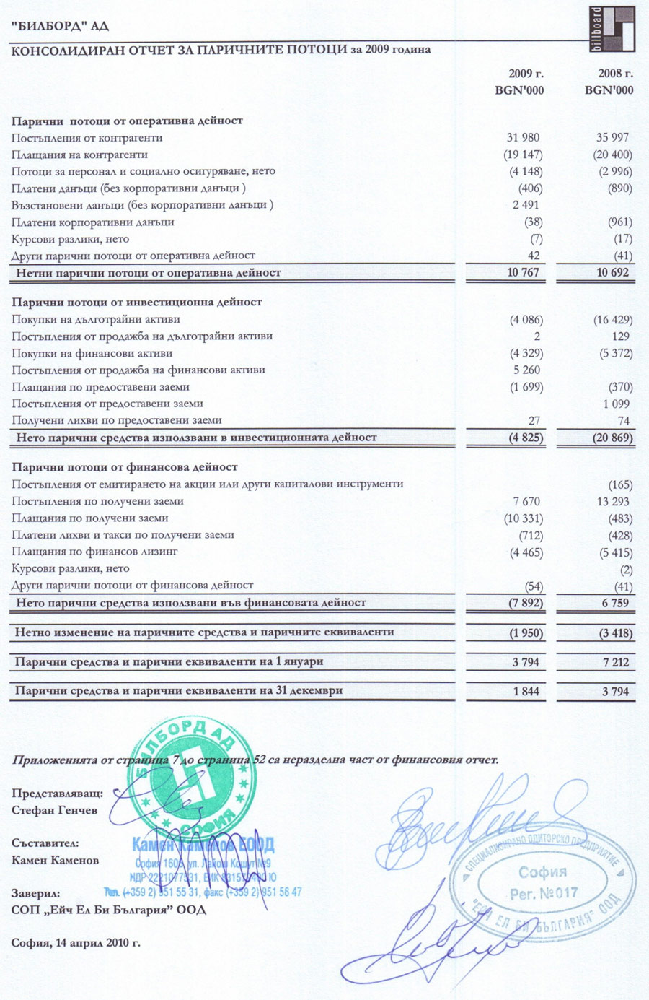 "БИЛБОРД" АД
billboard
КОНСОЛИДИРАН ОТЧЕТ ЗА ПАРИЧНИТЕ ПОТОЦИ за 2009 година
2009 г. 2008 г.
BGN'000 BGN'000
Парични потоци от оперативна дейност
Постъпления от контрагенти 31 980 35 997
Плащания на контрагенти (19 147) (20 400)
Потоци за персонал и социално осигуряване, нето (4 148) (2 996)
Платени данъци (без корпоративни данъци ) (406) (890)
Възстановени данъци (без корпоративни данъци ) 2 491
Платени корпоративни данъци (38) (961)
Курсови разлики, нето (7) (17)
Други парични потоци от оперативна дейност 42 (41)
Нетни парични потоци от оперативна дейност 10 767 10 692
Парични потоци от инвестиционна дейност
Покупки на дълготрайни активи (4 086) (16 429)
Постъпления от продажба на дълготрайни активи 2 129
Покупки на финансови активи (4 329) (5 372)
Постъпления от продажба на финансови активи 5 260
Плащания по предоставени заеми (1 699) (370)
Постъпления от предоставени заеми 1 099
Получени лихви по предоставени заеми 27 74
Нето парични средства използвани в инвестиционната дейност (4 825) (20 869)
Парични потоци от финансова дейност
Постъпления от емитирането на акции или други капиталови инструменти (165)
Постъпления по получени заеми 7 670 13 293
Плащания по получени заеми (10 331) (483)
Платени лихви и такси по получени заеми (712) (428)
Плащания по финансов лизинг (4 465) (5 415)
Курсови разлики, нето (2)
Други парични потоци от финансова дейност (54) (41)
Нето парични средства използвани във финансовата дейност (7 892) 6 759
Нетно изменение на паричните средства и паричните еквиваленти (1 950) (3 418)
Парични средства и парични еквиваленти на 1 януари 3 794 7 212
Парични средства и парични еквиваленти на 31 декември 1 844 3 794
БИЛБОРД АД
СОФИЯ
Приложенията от страница 7 до страница 52 са неразделна част от финансовия отчет.
Представляващ:
Стефан Генчев
Съставител:
Камен Каменов
Камен Каменов ЕООД
София 1606, ул. Лайош Кошут №9
Тел. (+359 2) 951 55 31, факс (+359 2) 951 56 47
Заверил:
СОП „Ейч Ел Би България” ООД
СПЕЦИАЛИЗИРАНО ОДИТОРСКО ПРЕДПРИЯТИЕ
София
Рег. №017
"ЕЙЧ ЕЛ БИ БЪЛГАРИЯ" ООД
София, 14 април 2010 г.